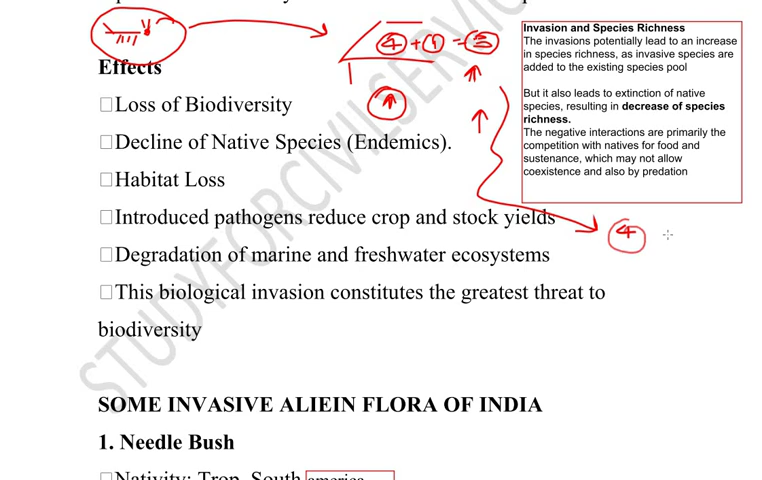 4 + 1 = 5
Effects
Loss of Biodiversity
Decline of Native Species (Endemics).
Habitat Loss
Introduced pathogens reduce crop and stock yields
Degradation of marine and freshwater ecosystems
This biological invasion constitutes the greatest threat to
biodiversity
Invasion and Species Richness
The invasions potentially lead to an increase
in species richness, as invasive species are
added to the existing species pool
But it also leads to extinction of native
species, resulting in decrease of species
richness.
The negative interactions are primarily the
competition with natives for food and
sustenance, which may not allow
coexistence and also by predation
4
SOME INVASIVE ALIEIN FLORA OF INDIA
1. Needle Bush
Nativity: Trop. South america
STUDYFORCIVILSERVIC